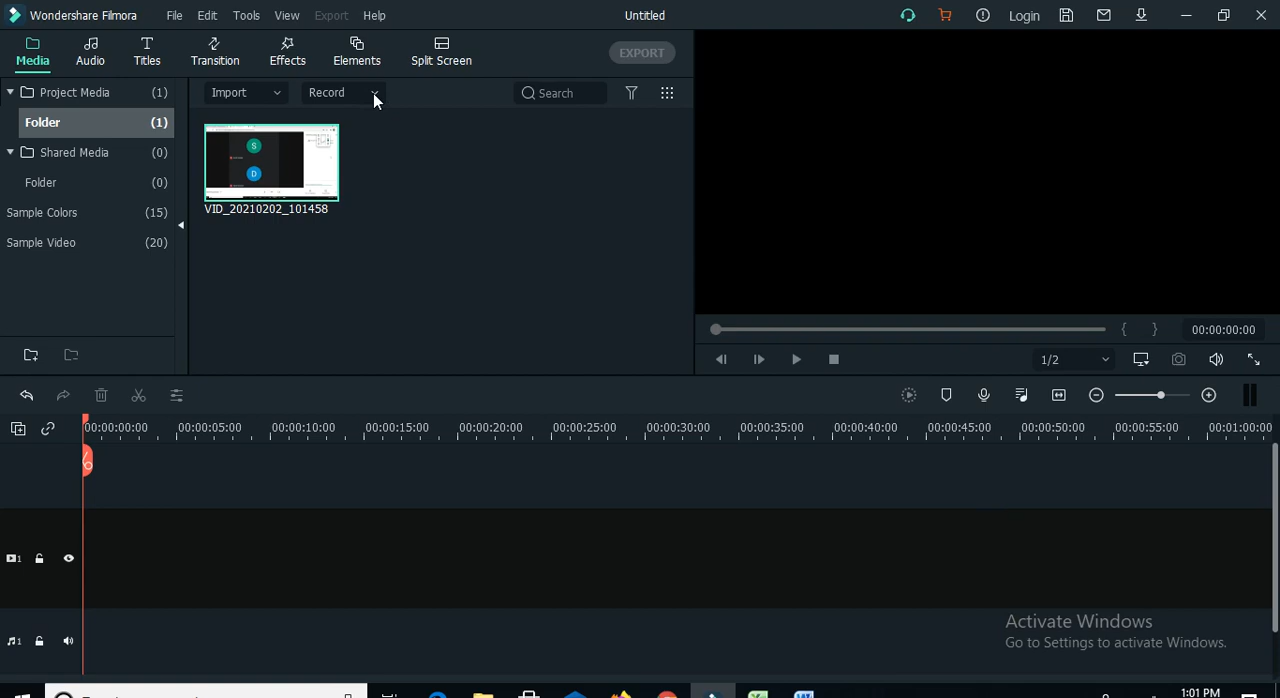 Wondershare Filmora File Edit Tools View Export Help Untitled Login
Media Audio Titles Transition Effects Elements Split Screen EXPORT
Project Media (1) Import Record Search
Folder (1)
Shared Media (0)
Folder (0)
Sample Colors (15)
Sample Video (20)
S
D
VID_20210202_101458
{ } 00:00:00:00
1/2
00:00:00:00 00:00:05:00 00:00:10:00 00:00:15:00 00:00:20:00 00:00:25:00 00:00:30:00 00:00:35:00 00:00:40:00 00:00:45:00 00:00:50:00 00:00:55:00 00:01:00:00
1
1
Activate Windows
Go to Settings to activate Windows.
1:01 PM